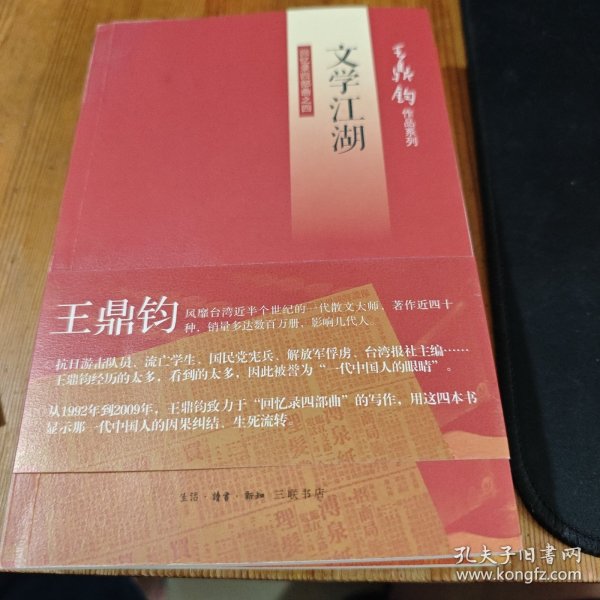 王鼎钧
作品系列
文学江湖
回忆录四部曲之四
王鼎钧
风靡台湾近半个世纪的一代散文大师、著作近四十
种，销量多达数百万册，影响几代人。
抗日游击队员、流亡学生、国民党宪兵、解放军俘虏、台湾报社主编……
王鼎钧经历的太多，看到的太多，因此被誉为“一代中国人的眼睛”。
从1992年到2009年，王鼎钧致力于“回忆录四部曲”的写作，用这四本书
显示那一代中国人的因果纠结、生死流转。
生活·读书·新知 三联书店
孔夫子旧书网
www.kongfz.com